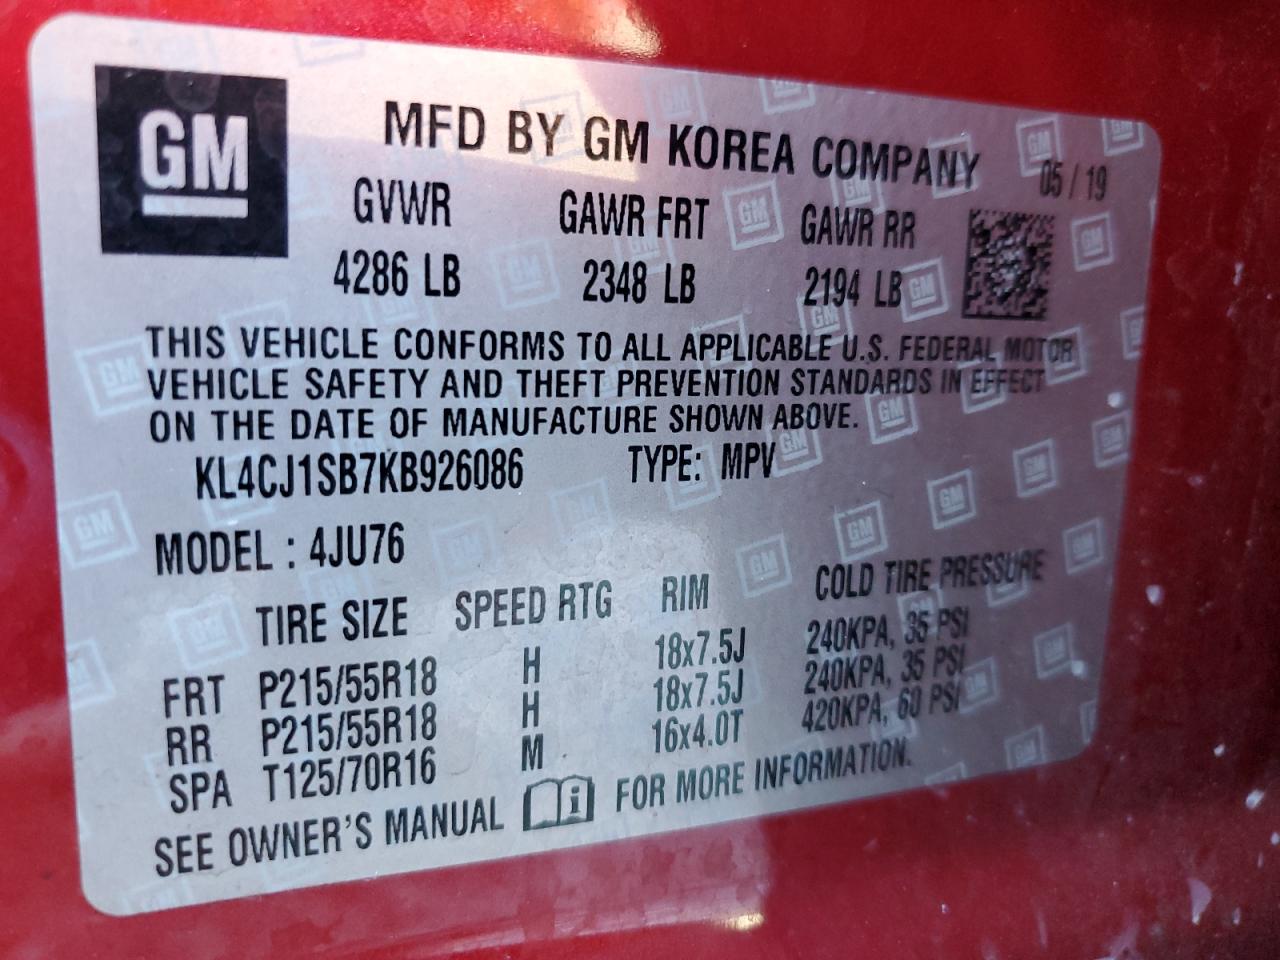 GM
MFD BY GM KOREA COMPANY 05 / 19
GVWR GAWR FRT GAWR RR
4286 LB 2348 LB 2194 LB
THIS VEHICLE CONFORMS TO ALL APPLICABLE U.S. FEDERAL MOTOR
VEHICLE SAFETY AND THEFT PREVENTION STANDARDS IN EFFECT
ON THE DATE OF MANUFACTURE SHOWN ABOVE.
KL4CJ1SB7KB926086 TYPE: MPV
MODEL : 4JU76
TIRE SIZE SPEED RTG RIM COLD TIRE PRESSURE
FRT P215/55R18 H 18x7.5J 240KPA, 35 PSI
RR P215/55R18 H 18x7.5J 240KPA, 35 PSI
SPA T125/70R16 M 16x4.0T 420KPA, 60 PSI
SEE OWNER'S MANUAL i FOR MORE INFORMATION.